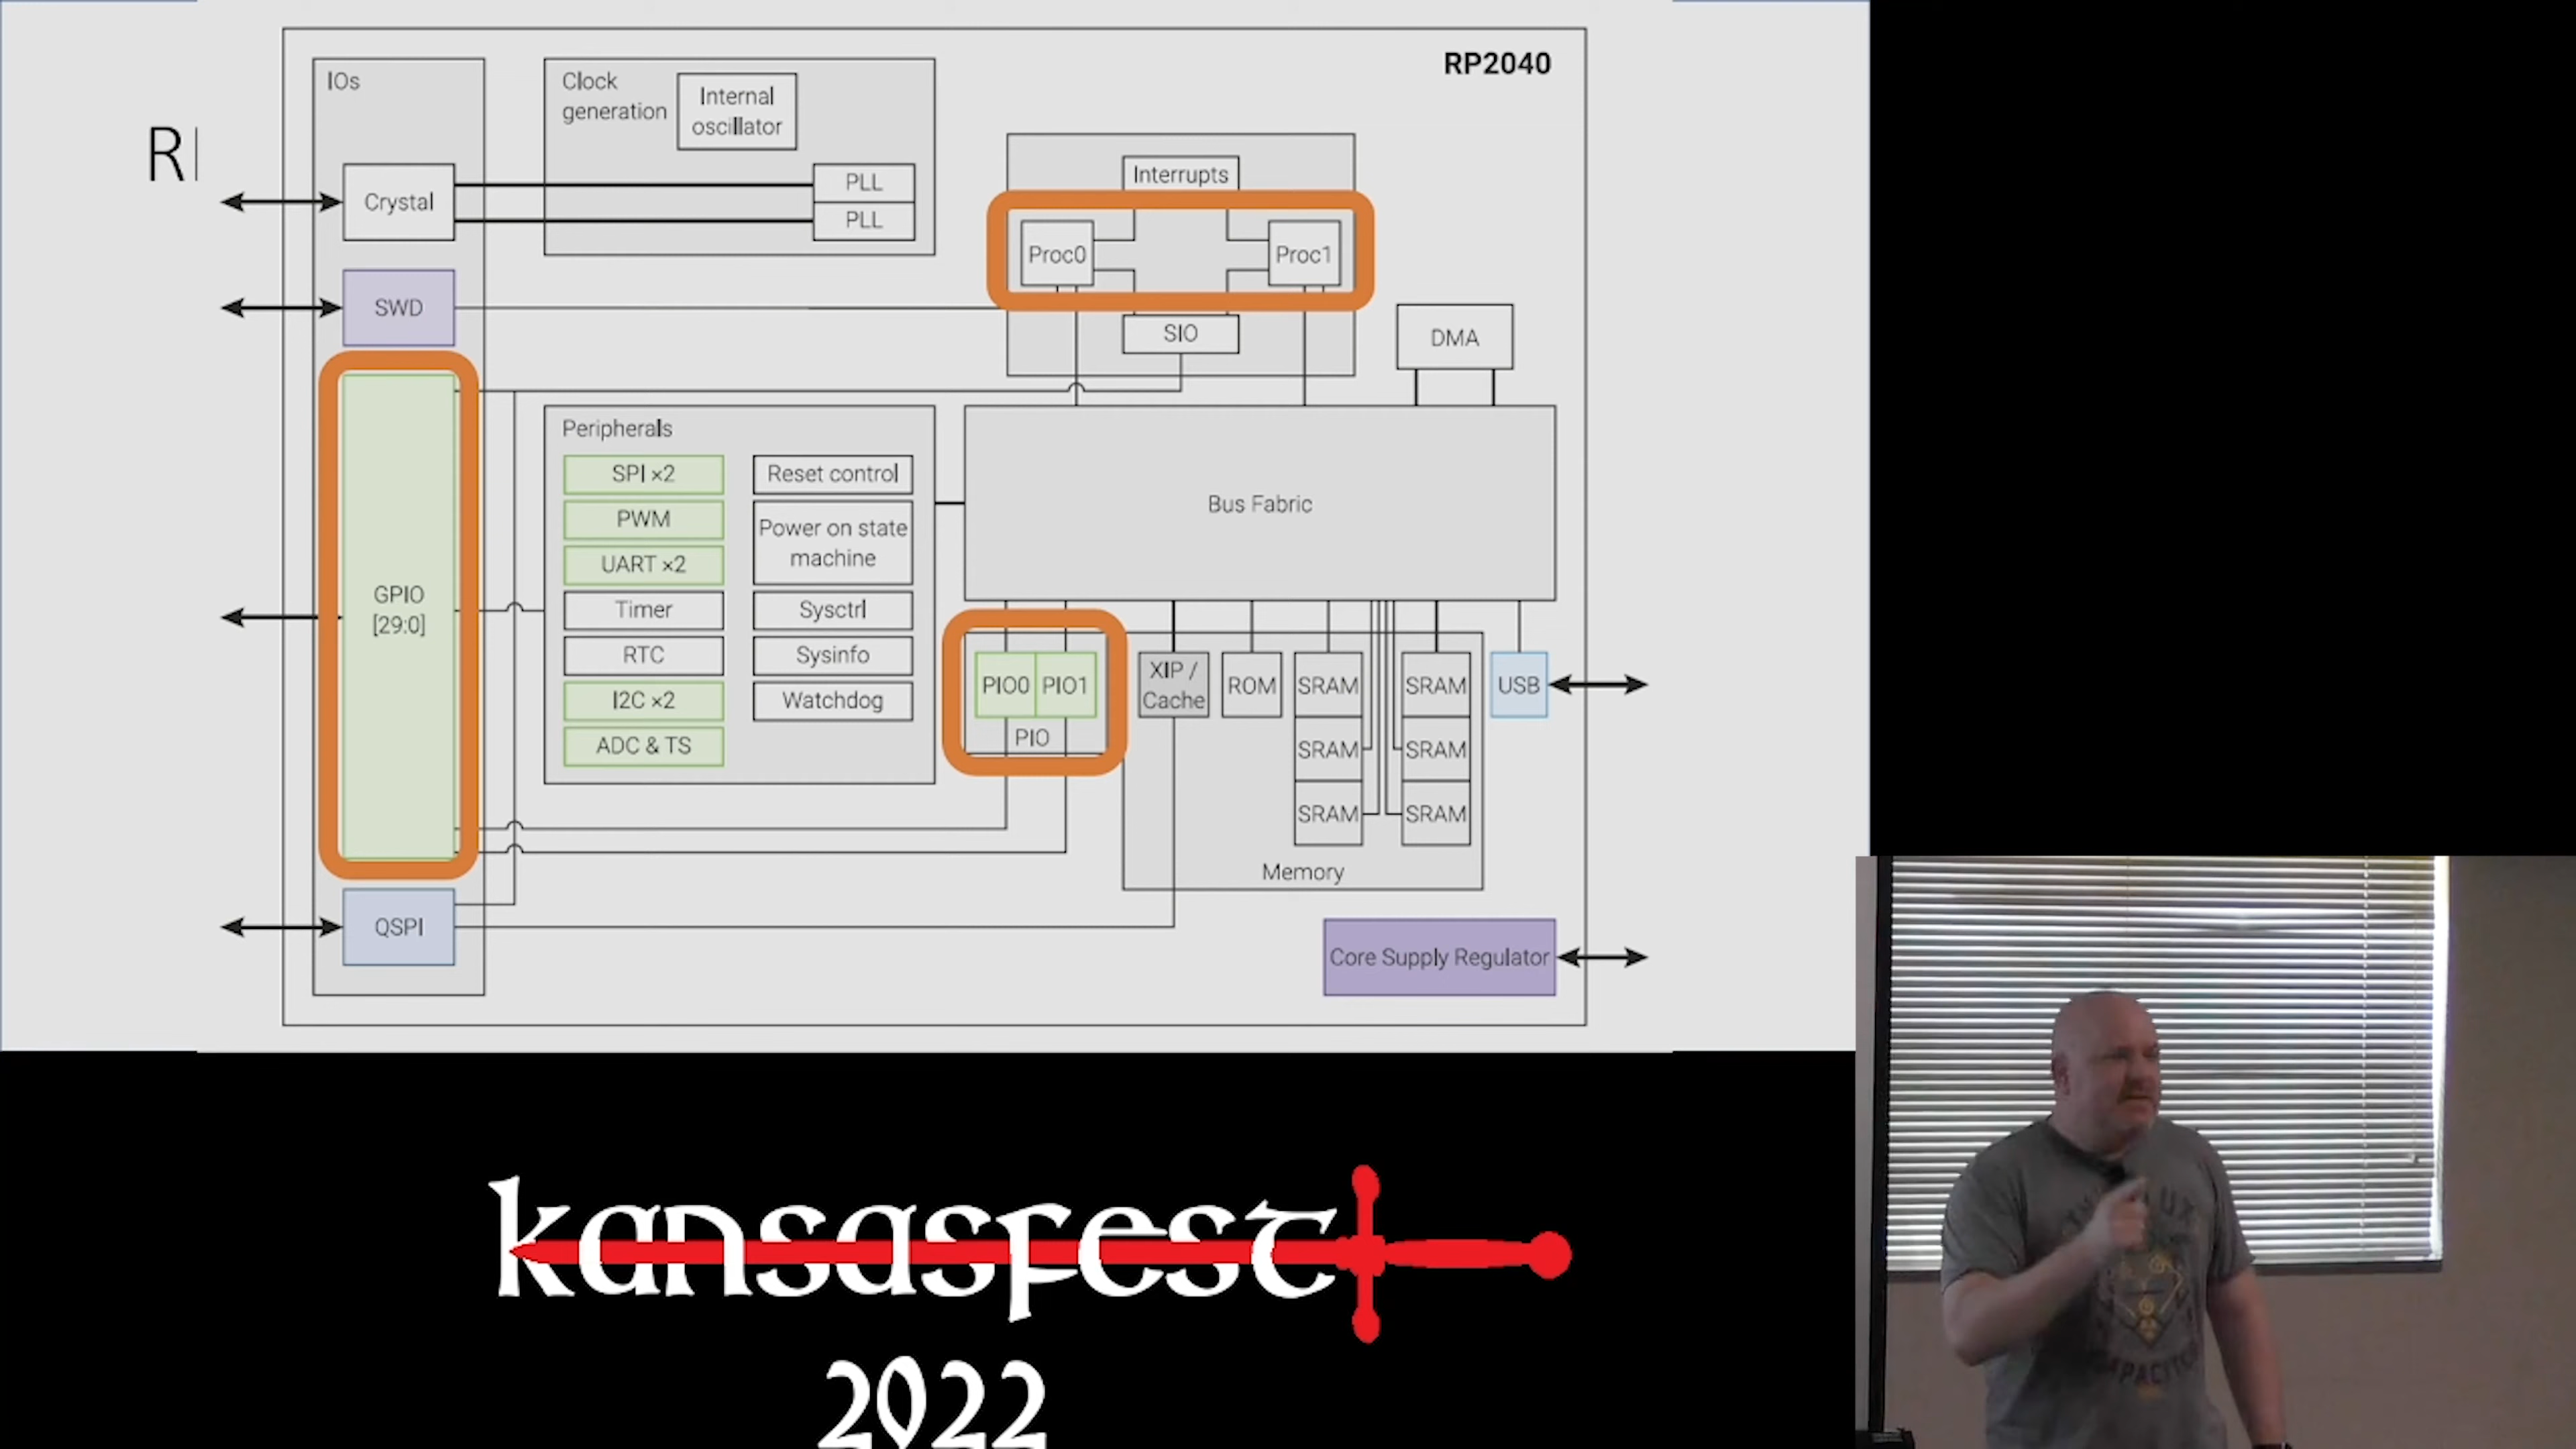 RP2040
IOs
Clock
generation
Internal
oscillator
Crystal
PLL
PLL
Interrupts
Proc0
Proc1
SWD
SIO
DMA
Peripherals
SPI ×2
Reset control
PWM
Power on state
machine
UART ×2
Timer
Sysctrl
RTC
Sysinfo
I2C ×2
Watchdog
ADC & TS
GPIO
[29:0]
Bus Fabric
PIO0
PIO1
PIO
XIP /
Cache
ROM
SRAM
SRAM
SRAM
SRAM
SRAM
SRAM
USB
Memory
QSPI
Core Supply Regulator
kansasfest
2022